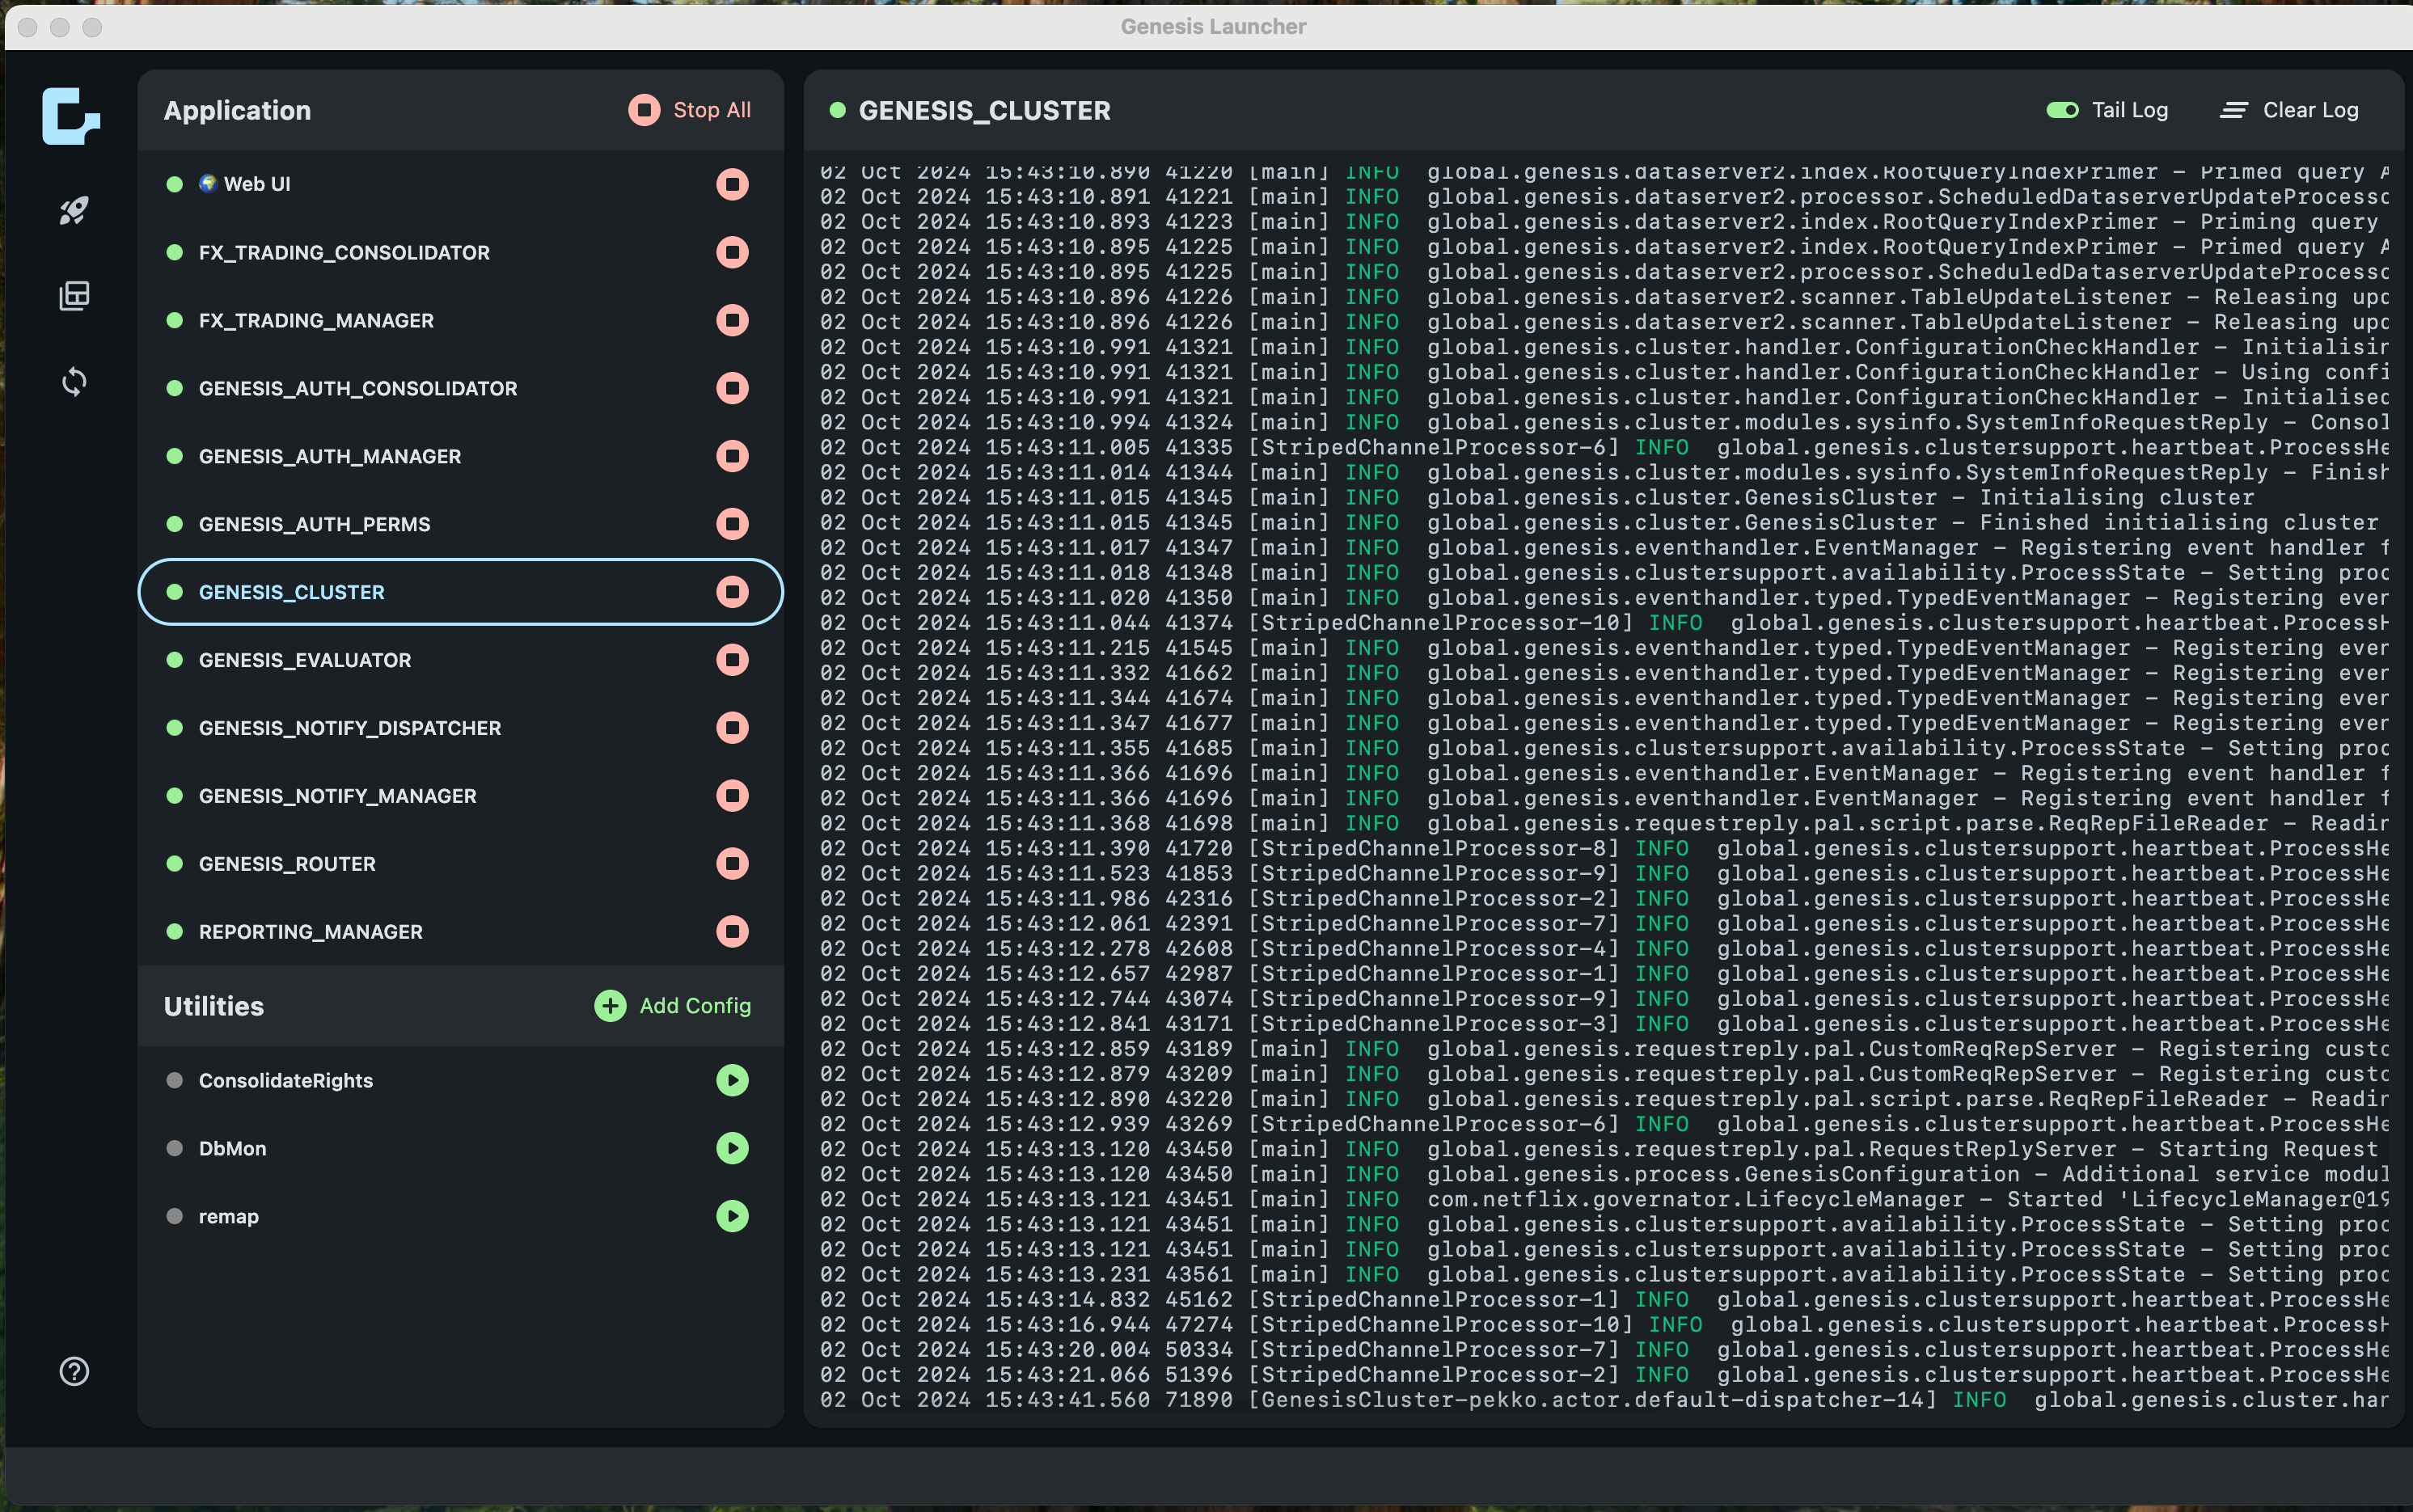 Genesis Launcher
Application
Stop All
Web UI
FX_TRADING_CONSOLIDATOR
FX_TRADING_MANAGER
GENESIS_AUTH_CONSOLIDATOR
GENESIS_AUTH_MANAGER
GENESIS_AUTH_PERMS
GENESIS_CLUSTER
GENESIS_EVALUATOR
GENESIS_NOTIFY_DISPATCHER
GENESIS_NOTIFY_MANAGER
GENESIS_ROUTER
REPORTING_MANAGER
Utilities
Add Config
ConsolidateRights
DbMon
remap
GENESIS_CLUSTER
Tail Log
Clear Log
02 Oct 2024 15:43:10.890 41220 [main] INFO global.genesis.dataserver2.index.RootQueryIndexPrimer – Primed query A
02 Oct 2024 15:43:10.891 41221 [main] INFO global.genesis.dataserver2.processor.ScheduledDataserverUpdateProcesso
02 Oct 2024 15:43:10.893 41223 [main] INFO global.genesis.dataserver2.index.RootQueryIndexPrimer – Priming query
02 Oct 2024 15:43:10.895 41225 [main] INFO global.genesis.dataserver2.index.RootQueryIndexPrimer – Primed query A
02 Oct 2024 15:43:10.895 41225 [main] INFO global.genesis.dataserver2.processor.ScheduledDataserverUpdateProcesso
02 Oct 2024 15:43:10.896 41226 [main] INFO global.genesis.dataserver2.scanner.TableUpdateListener – Releasing upd
02 Oct 2024 15:43:10.896 41226 [main] INFO global.genesis.dataserver2.scanner.TableUpdateListener – Releasing upd
02 Oct 2024 15:43:10.991 41321 [main] INFO global.genesis.cluster.handler.ConfigurationCheckHandler – Initialisin
02 Oct 2024 15:43:10.991 41321 [main] INFO global.genesis.cluster.handler.ConfigurationCheckHandler – Using confi
02 Oct 2024 15:43:10.991 41321 [main] INFO global.genesis.cluster.handler.ConfigurationCheckHandler – Initialised
02 Oct 2024 15:43:10.994 41324 [main] INFO global.genesis.cluster.modules.sysinfo.SystemInfoRequestReply – Consol
02 Oct 2024 15:43:11.005 41335 [StripedChannelProcessor-6] INFO global.genesis.clustersupport.heartbeat.ProcessHe
02 Oct 2024 15:43:11.014 41344 [main] INFO global.genesis.cluster.modules.sysinfo.SystemInfoRequestReply – Finish
02 Oct 2024 15:43:11.015 41345 [main] INFO global.genesis.cluster.GenesisCluster – Initialising cluster
02 Oct 2024 15:43:11.015 41345 [main] INFO global.genesis.cluster.GenesisCluster – Finished initialising cluster
02 Oct 2024 15:43:11.017 41347 [main] INFO global.genesis.eventhandler.EventManager – Registering event handler f
02 Oct 2024 15:43:11.018 41348 [main] INFO global.genesis.clustersupport.availability.ProcessState – Setting proc
02 Oct 2024 15:43:11.020 41350 [main] INFO global.genesis.eventhandler.typed.TypedEventManager – Registering even
02 Oct 2024 15:43:11.044 41374 [StripedChannelProcessor-10] INFO global.genesis.clustersupport.heartbeat.ProcessH
02 Oct 2024 15:43:11.215 41545 [main] INFO global.genesis.eventhandler.typed.TypedEventManager – Registering even
02 Oct 2024 15:43:11.332 41662 [main] INFO global.genesis.eventhandler.typed.TypedEventManager – Registering even
02 Oct 2024 15:43:11.344 41674 [main] INFO global.genesis.eventhandler.typed.TypedEventManager – Registering even
02 Oct 2024 15:43:11.347 41677 [main] INFO global.genesis.eventhandler.typed.TypedEventManager – Registering even
02 Oct 2024 15:43:11.355 41685 [main] INFO global.genesis.clustersupport.availability.ProcessState – Setting proc
02 Oct 2024 15:43:11.366 41696 [main] INFO global.genesis.eventhandler.EventManager – Registering event handler f
02 Oct 2024 15:43:11.366 41696 [main] INFO global.genesis.eventhandler.EventManager – Registering event handler f
02 Oct 2024 15:43:11.368 41698 [main] INFO global.genesis.requestreply.pal.script.parse.ReqRepFileReader – Readin
02 Oct 2024 15:43:11.390 41720 [StripedChannelProcessor-8] INFO global.genesis.clustersupport.heartbeat.ProcessHe
02 Oct 2024 15:43:11.523 41853 [StripedChannelProcessor-9] INFO global.genesis.clustersupport.heartbeat.ProcessHe
02 Oct 2024 15:43:11.986 42316 [StripedChannelProcessor-2] INFO global.genesis.clustersupport.heartbeat.ProcessHe
02 Oct 2024 15:43:12.061 42391 [StripedChannelProcessor-7] INFO global.genesis.clustersupport.heartbeat.ProcessHe
02 Oct 2024 15:43:12.278 42608 [StripedChannelProcessor-4] INFO global.genesis.clustersupport.heartbeat.ProcessHe
02 Oct 2024 15:43:12.657 42987 [StripedChannelProcessor-1] INFO global.genesis.clustersupport.heartbeat.ProcessHe
02 Oct 2024 15:43:12.744 43074 [StripedChannelProcessor-9] INFO global.genesis.clustersupport.heartbeat.ProcessHe
02 Oct 2024 15:43:12.841 43171 [StripedChannelProcessor-3] INFO global.genesis.clustersupport.heartbeat.ProcessHe
02 Oct 2024 15:43:12.859 43189 [main] INFO global.genesis.requestreply.pal.CustomReqRepServer – Registering custo
02 Oct 2024 15:43:12.879 43209 [main] INFO global.genesis.requestreply.pal.CustomReqRepServer – Registering custo
02 Oct 2024 15:43:12.890 43220 [main] INFO global.genesis.requestreply.pal.script.parse.ReqRepFileReader – Readin
02 Oct 2024 15:43:12.939 43269 [StripedChannelProcessor-6] INFO global.genesis.clustersupport.heartbeat.ProcessHe
02 Oct 2024 15:43:13.120 43450 [main] INFO global.genesis.requestreply.pal.RequestReplyServer – Starting Request
02 Oct 2024 15:43:13.120 43450 [main] INFO global.genesis.process.GenesisConfiguration – Additional service modul
02 Oct 2024 15:43:13.121 43451 [main] INFO com.netflix.governator.LifecycleManager – Started 'LifecycleManager@19
02 Oct 2024 15:43:13.121 43451 [main] INFO global.genesis.clustersupport.availability.ProcessState – Setting proc
02 Oct 2024 15:43:13.121 43451 [main] INFO global.genesis.clustersupport.availability.ProcessState – Setting proc
02 Oct 2024 15:43:13.231 43561 [main] INFO global.genesis.clustersupport.availability.ProcessState – Setting proc
02 Oct 2024 15:43:14.832 45162 [StripedChannelProcessor-1] INFO global.genesis.clustersupport.heartbeat.ProcessHe
02 Oct 2024 15:43:16.944 47274 [StripedChannelProcessor-10] INFO global.genesis.clustersupport.heartbeat.ProcessH
02 Oct 2024 15:43:20.004 50334 [StripedChannelProcessor-7] INFO global.genesis.clustersupport.heartbeat.ProcessHe
02 Oct 2024 15:43:21.066 51396 [StripedChannelProcessor-2] INFO global.genesis.clustersupport.heartbeat.ProcessHe
02 Oct 2024 15:43:41.560 71890 [GenesisCluster-pekko.actor.default-dispatcher-14] INFO global.genesis.cluster.han